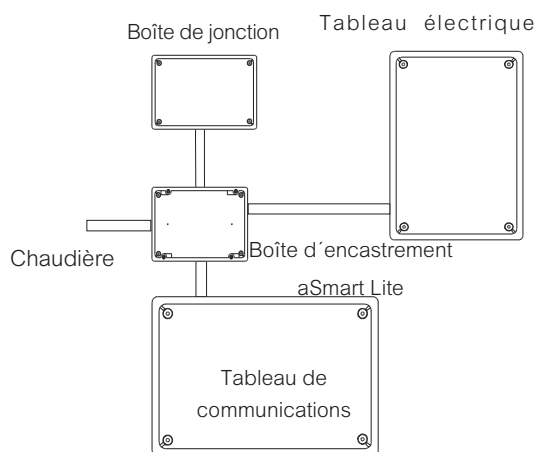 Boîte de jonction
Tableau électrique
Chaudière
Boîte d´encastrement
aSmart Lite
Tableau de
communications